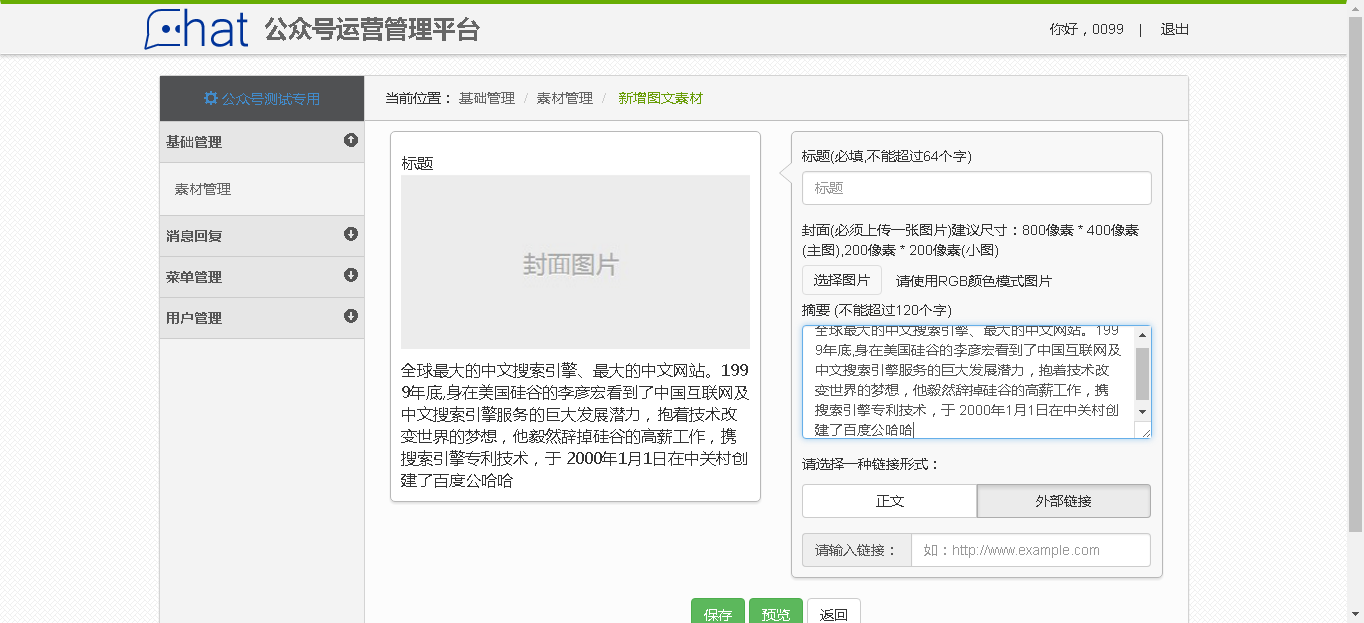 Chat 公众号运营管理平台
你好，0099 | 退出
公众号测试专用
当前位置： 基础管理 / 素材管理 / 新增图文素材
基础管理
素材管理
消息回复
菜单管理
用户管理
标题
封面图片
全球最大的中文搜索引擎、最大的中文网站。199
9年底,身在美国硅谷的李彦宏看到了中国互联网及
中文搜索引擎服务的巨大发展潜力，抱着技术改
变世界的梦想，他毅然辞掉硅谷的高薪工作，携
搜索引擎专利技术，于 2000年1月1日在中关村创
建了百度公哈哈
标题(必填,不能超过64个字)
标题
封面(必须上传一张图片)建议尺寸：800像素 * 400像素
(主图),200像素 * 200像素(小图)
选择图片 请使用RGB颜色模式图片
摘要 (不能超过120个字)
全球最大的中文搜索引擎、最大的中文网站。199
9年底,身在美国硅谷的李彦宏看到了中国互联网及
中文搜索引擎服务的巨大发展潜力，抱着技术改
变世界的梦想，他毅然辞掉硅谷的高薪工作，携
搜索引擎专利技术，于 2000年1月1日在中关村创
建了百度公哈哈
请选择一种链接形式：
正文 外部链接
请输入链接： 如：http://www.example.com
保存 预览 返回